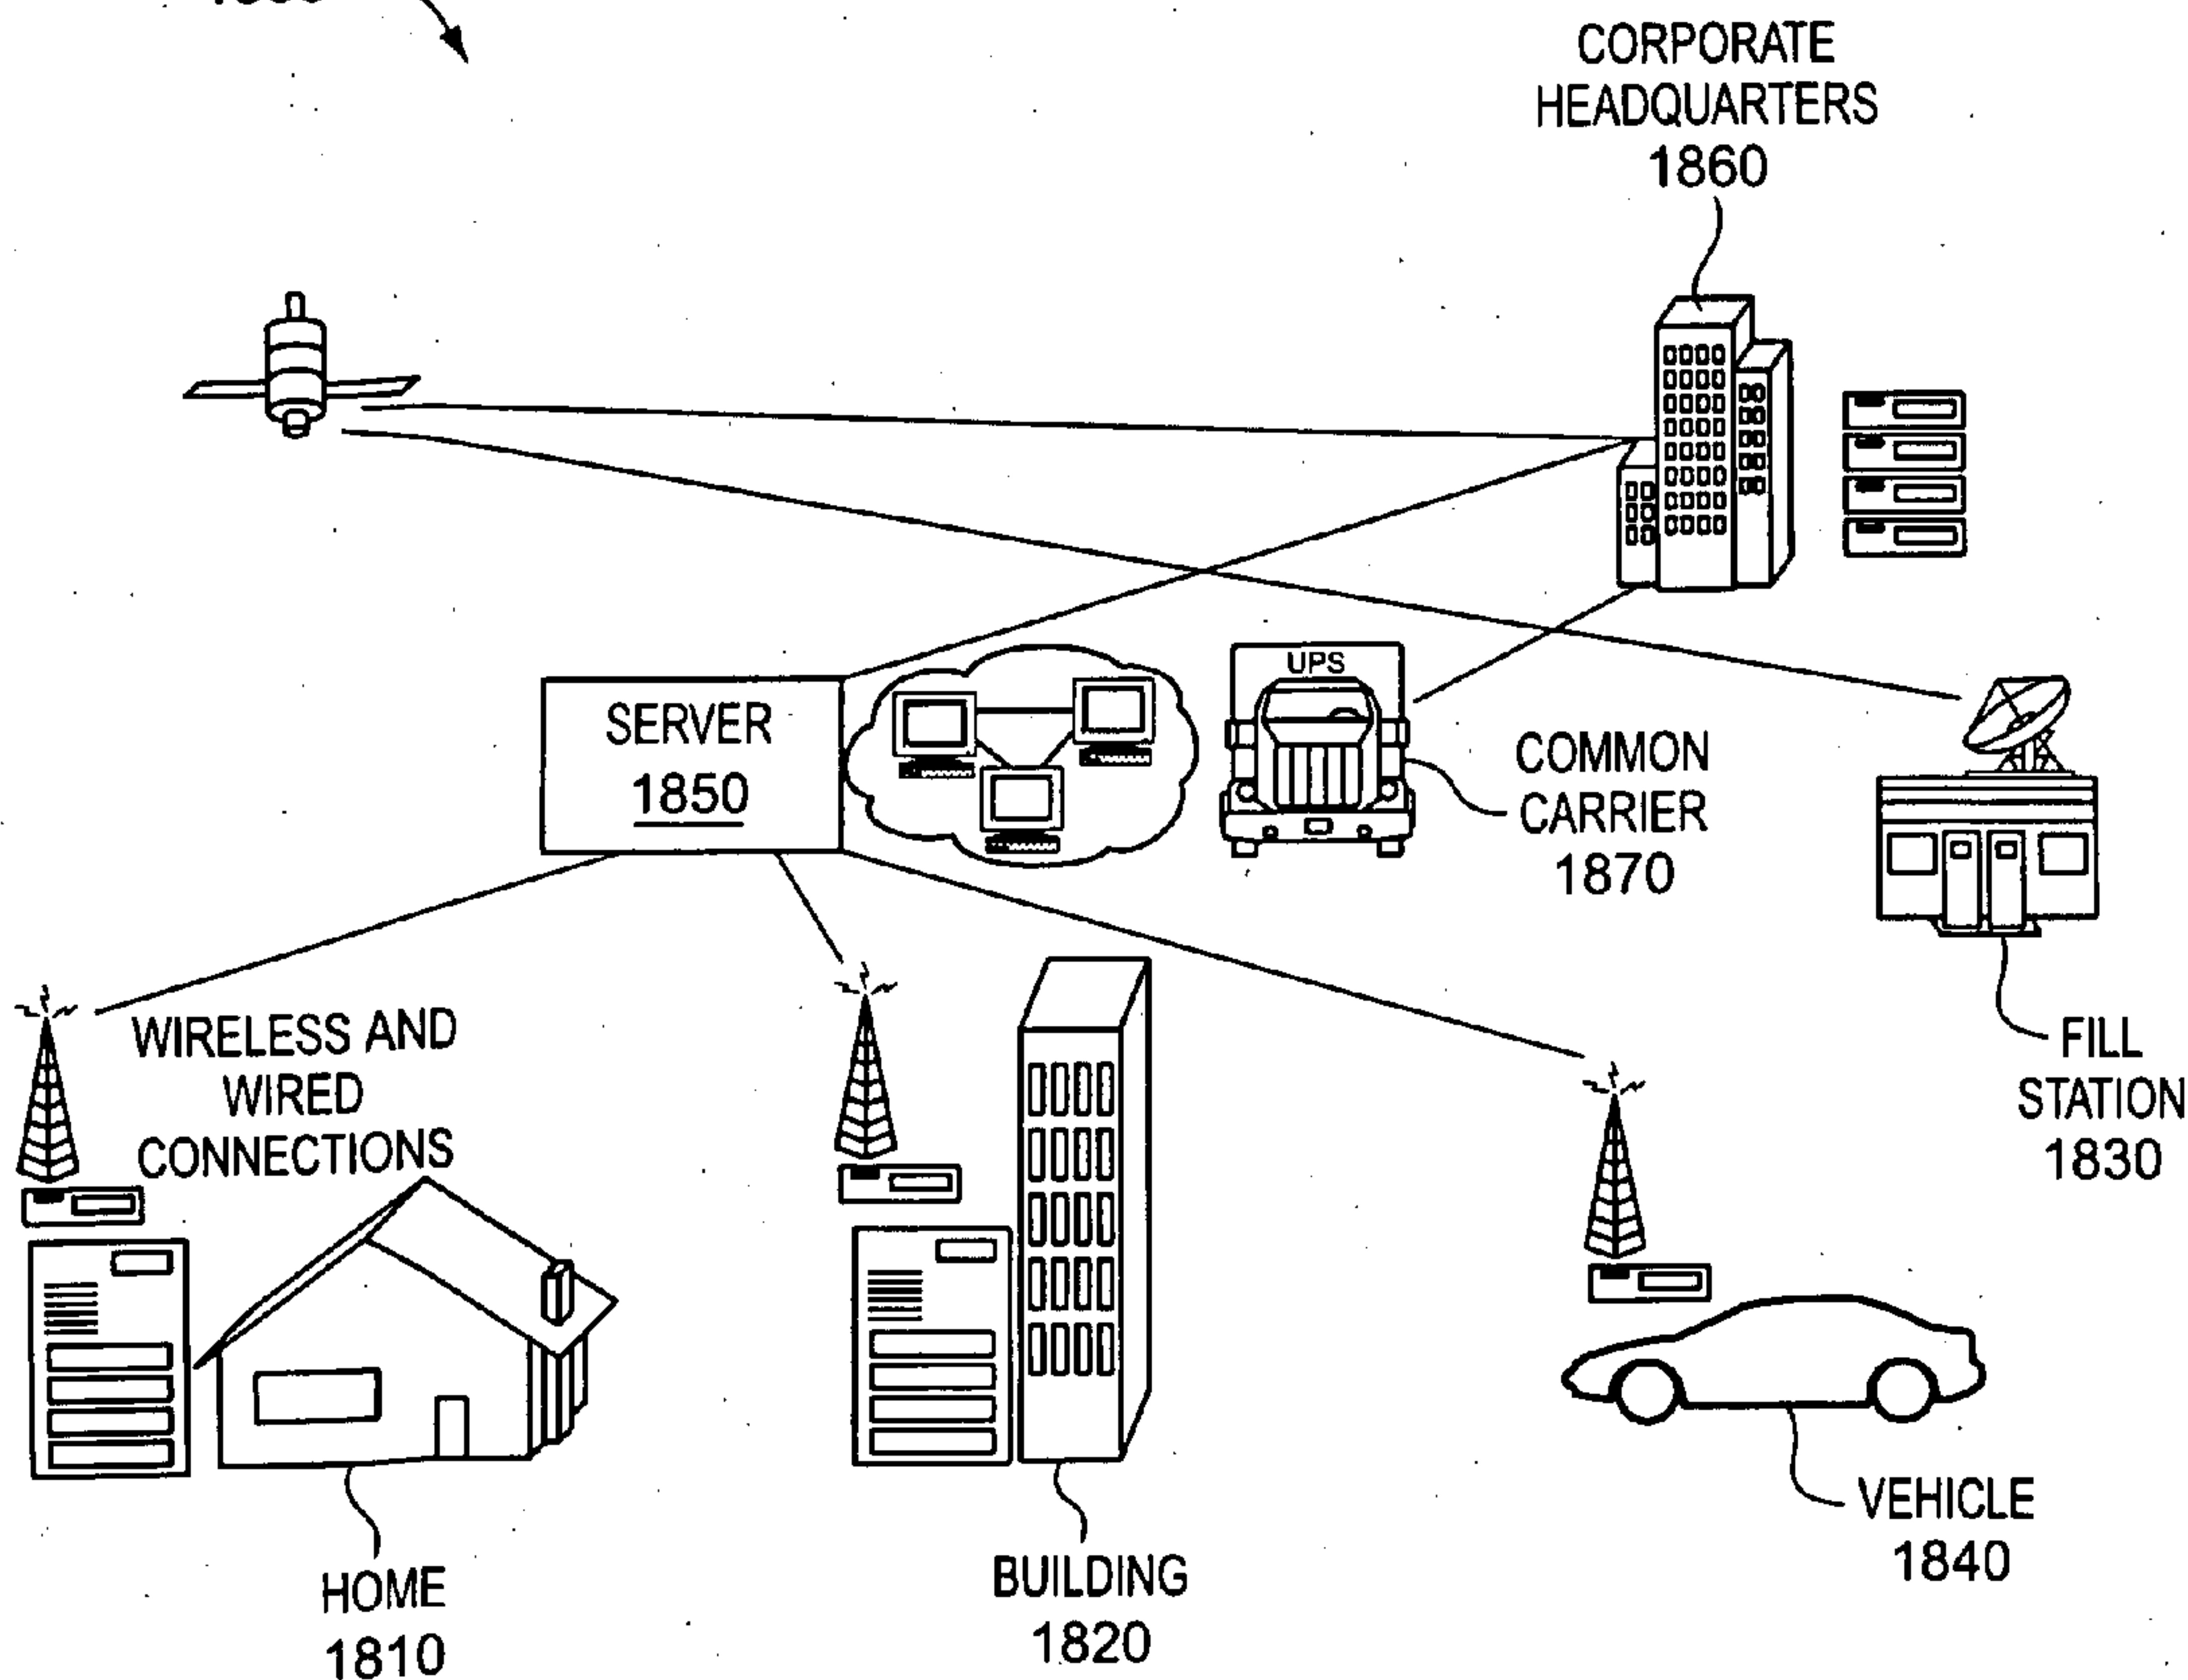 CORPORATE
HEADQUARTERS
1860
UPS
SERVER
1850
COMMON
CARRIER
1870
WIRELESS AND
WIRED
CONNECTIONS
FILL
STATION
1830
VEHICLE
1840
HOME
1810
BUILDING
1820